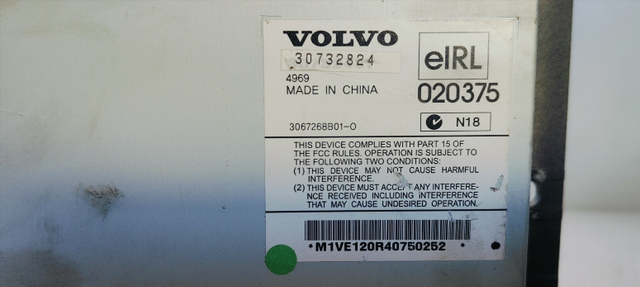 VOLVO
30732824
4969
MADE IN CHINA
eIRL
020375
3067268B01-O
N18
THIS DEVICE COMPLIES WITH PART 15 OF
THE FCC RULES. OPERATION IS SUBJECT TO
THE FOLLOWING TWO CONDITIONS:
(1) THIS DEVICE MAY NOT CAUSE HARMFUL
INTERFERENCE.
(2) THIS DEVICE MUST ACCEPT ANY INTERFERE-
NCE RECEIVED INCLUDING INTERFERENCE
THAT MAY CAUSE UNDESIRED OPERATION.
*M1VE120R40750252*